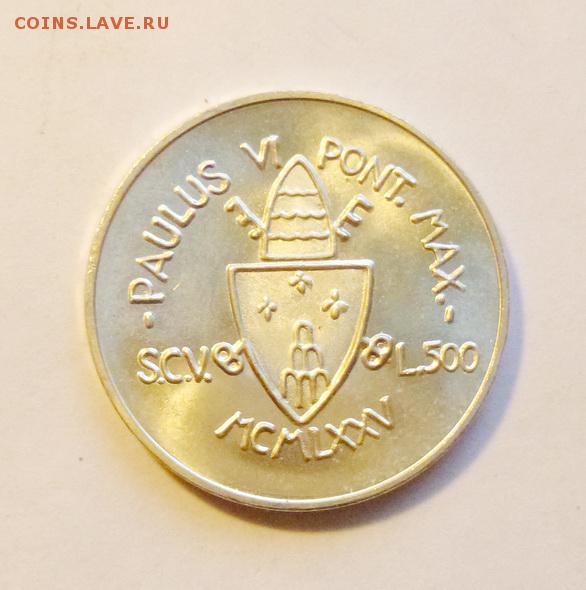 COINS.LAVE.RU
-PAULUS VI PONT. MAX.-
S.C.V. L.500
MCMLXXV